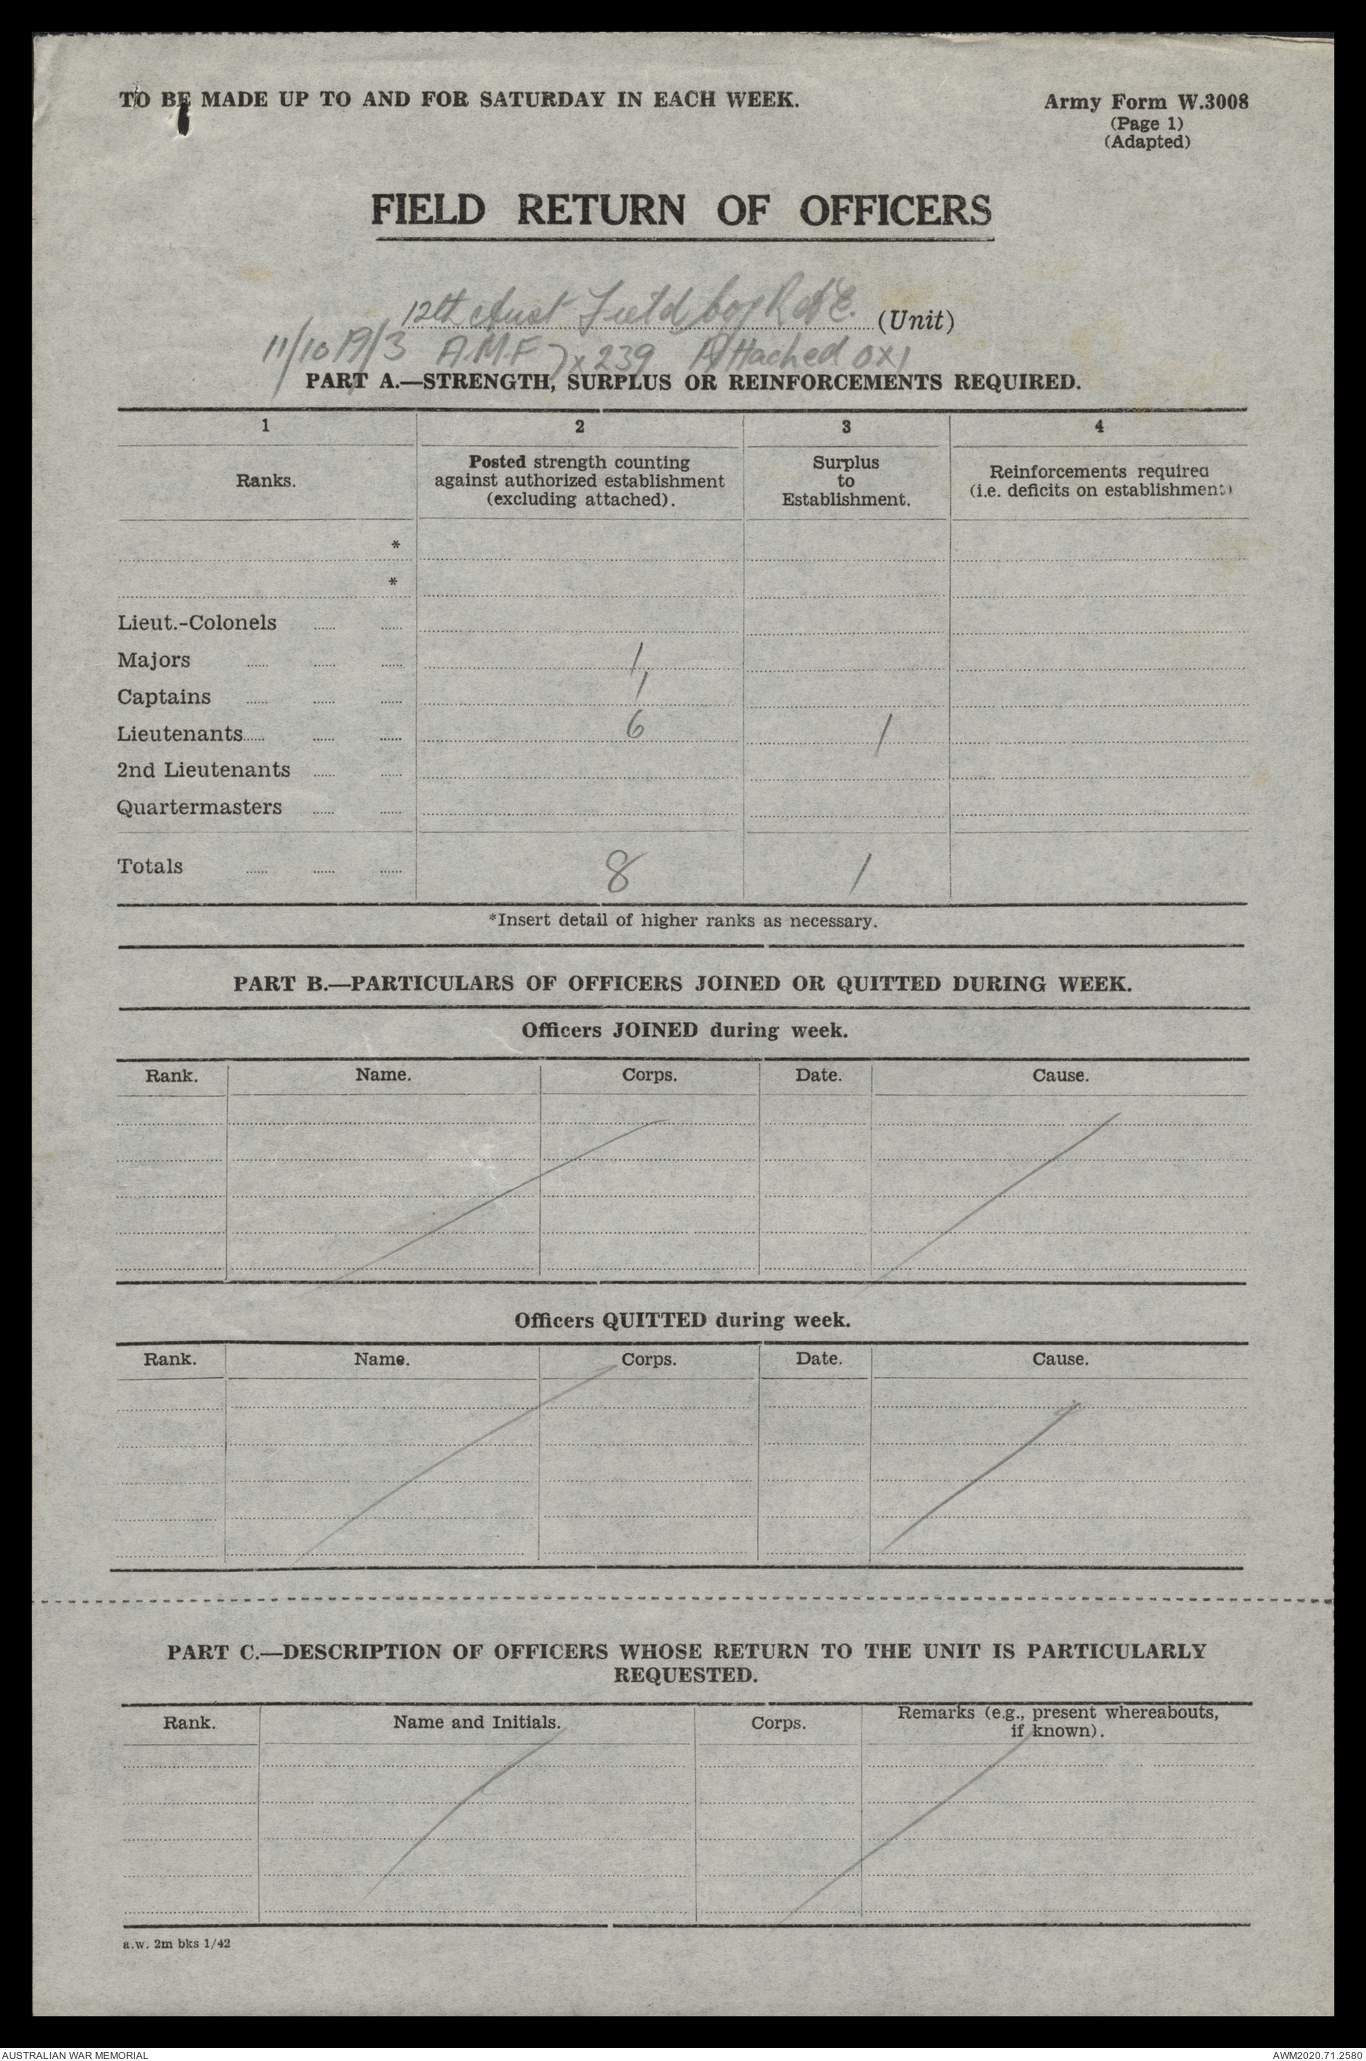 TO BE MADE UP TO AND FOR SATURDAY IN EACH WEEK.
Army Form W.3008
(Page 1)
(Adapted)
FIELD RETURN OF OFFICERS
12th Aust Field Coy R.A.E. (Unit)
11/10 19/3 A.M.F 7x239 Attached 0x1
PART A.—STRENGTH, SURPLUS OR REINFORCEMENTS REQUIRED.
1 2 3 4
Ranks.
Posted strength counting
against authorized establishment
(excluding attached).
Surplus
to
Establishment.
Reinforcements required
(i.e. deficits on establishment)
*
*
Lieut.-Colonels
Majors 1
Captains 1
Lieutenants 6 1
2nd Lieutenants
Quartermasters
Totals 8 1
*Insert detail of higher ranks as necessary.
PART B.—PARTICULARS OF OFFICERS JOINED OR QUITTED DURING WEEK.
Officers JOINED during week.
Rank. Name. Corps. Date. Cause.
Officers QUITTED during week.
Rank. Name. Corps. Date. Cause.
PART C.—DESCRIPTION OF OFFICERS WHOSE RETURN TO THE UNIT IS PARTICULARLY
REQUESTED.
Rank. Name and Initials. Corps.
Remarks (e.g., present whereabouts,
if known).
a.w. 2m bks 1/42
AUSTRALIAN WAR MEMORIAL
AWM2020.71.2580